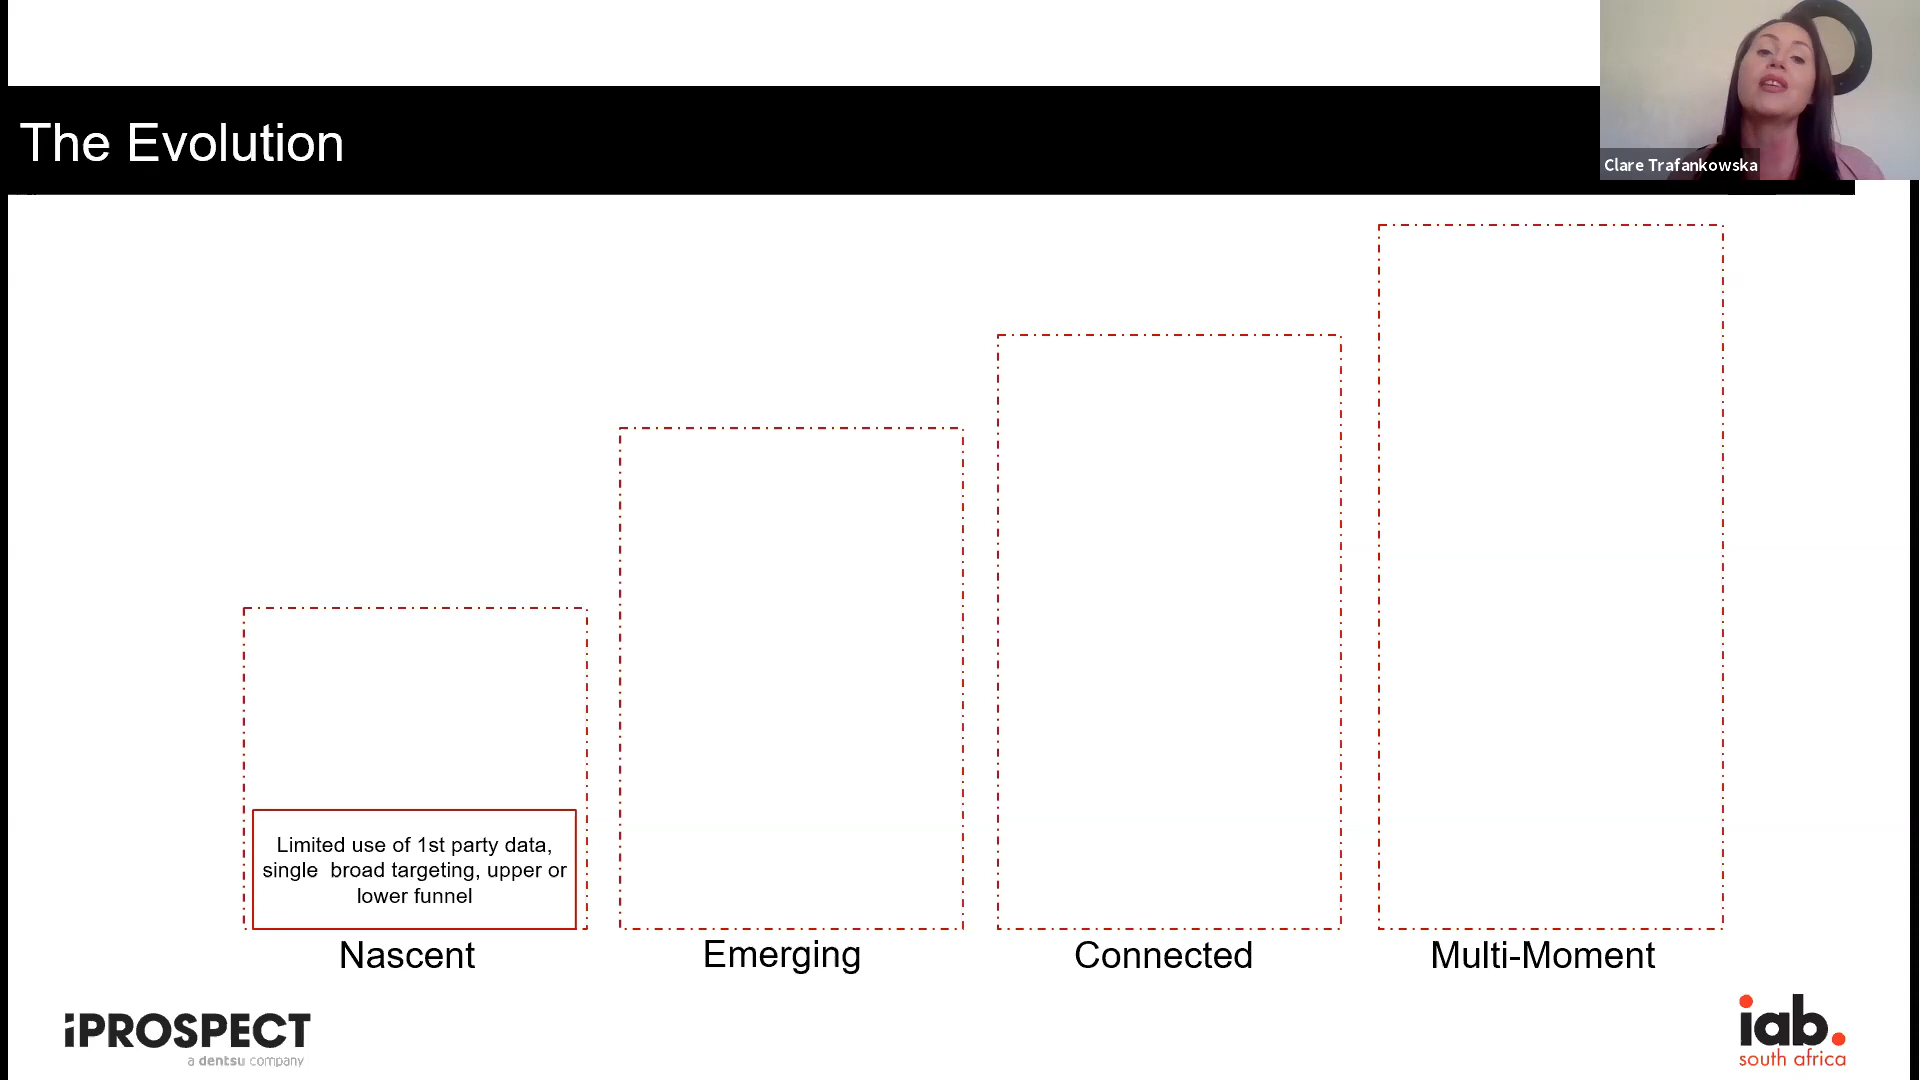 The Evolution
Clare Trafankowska
Limited use of 1st party data,
single broad targeting, upper or
lower funnel
Nascent
Emerging
Connected
Multi-Moment
iPROSPECT
a dentsu company
iab.
south africa